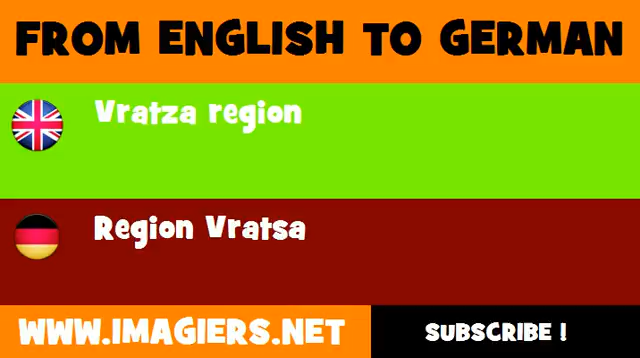 FROM ENGLISH TO GERMAN
Vratza region
Region Vratsa
WWW.IMAGIERS.NET
SUBSCRIBE !